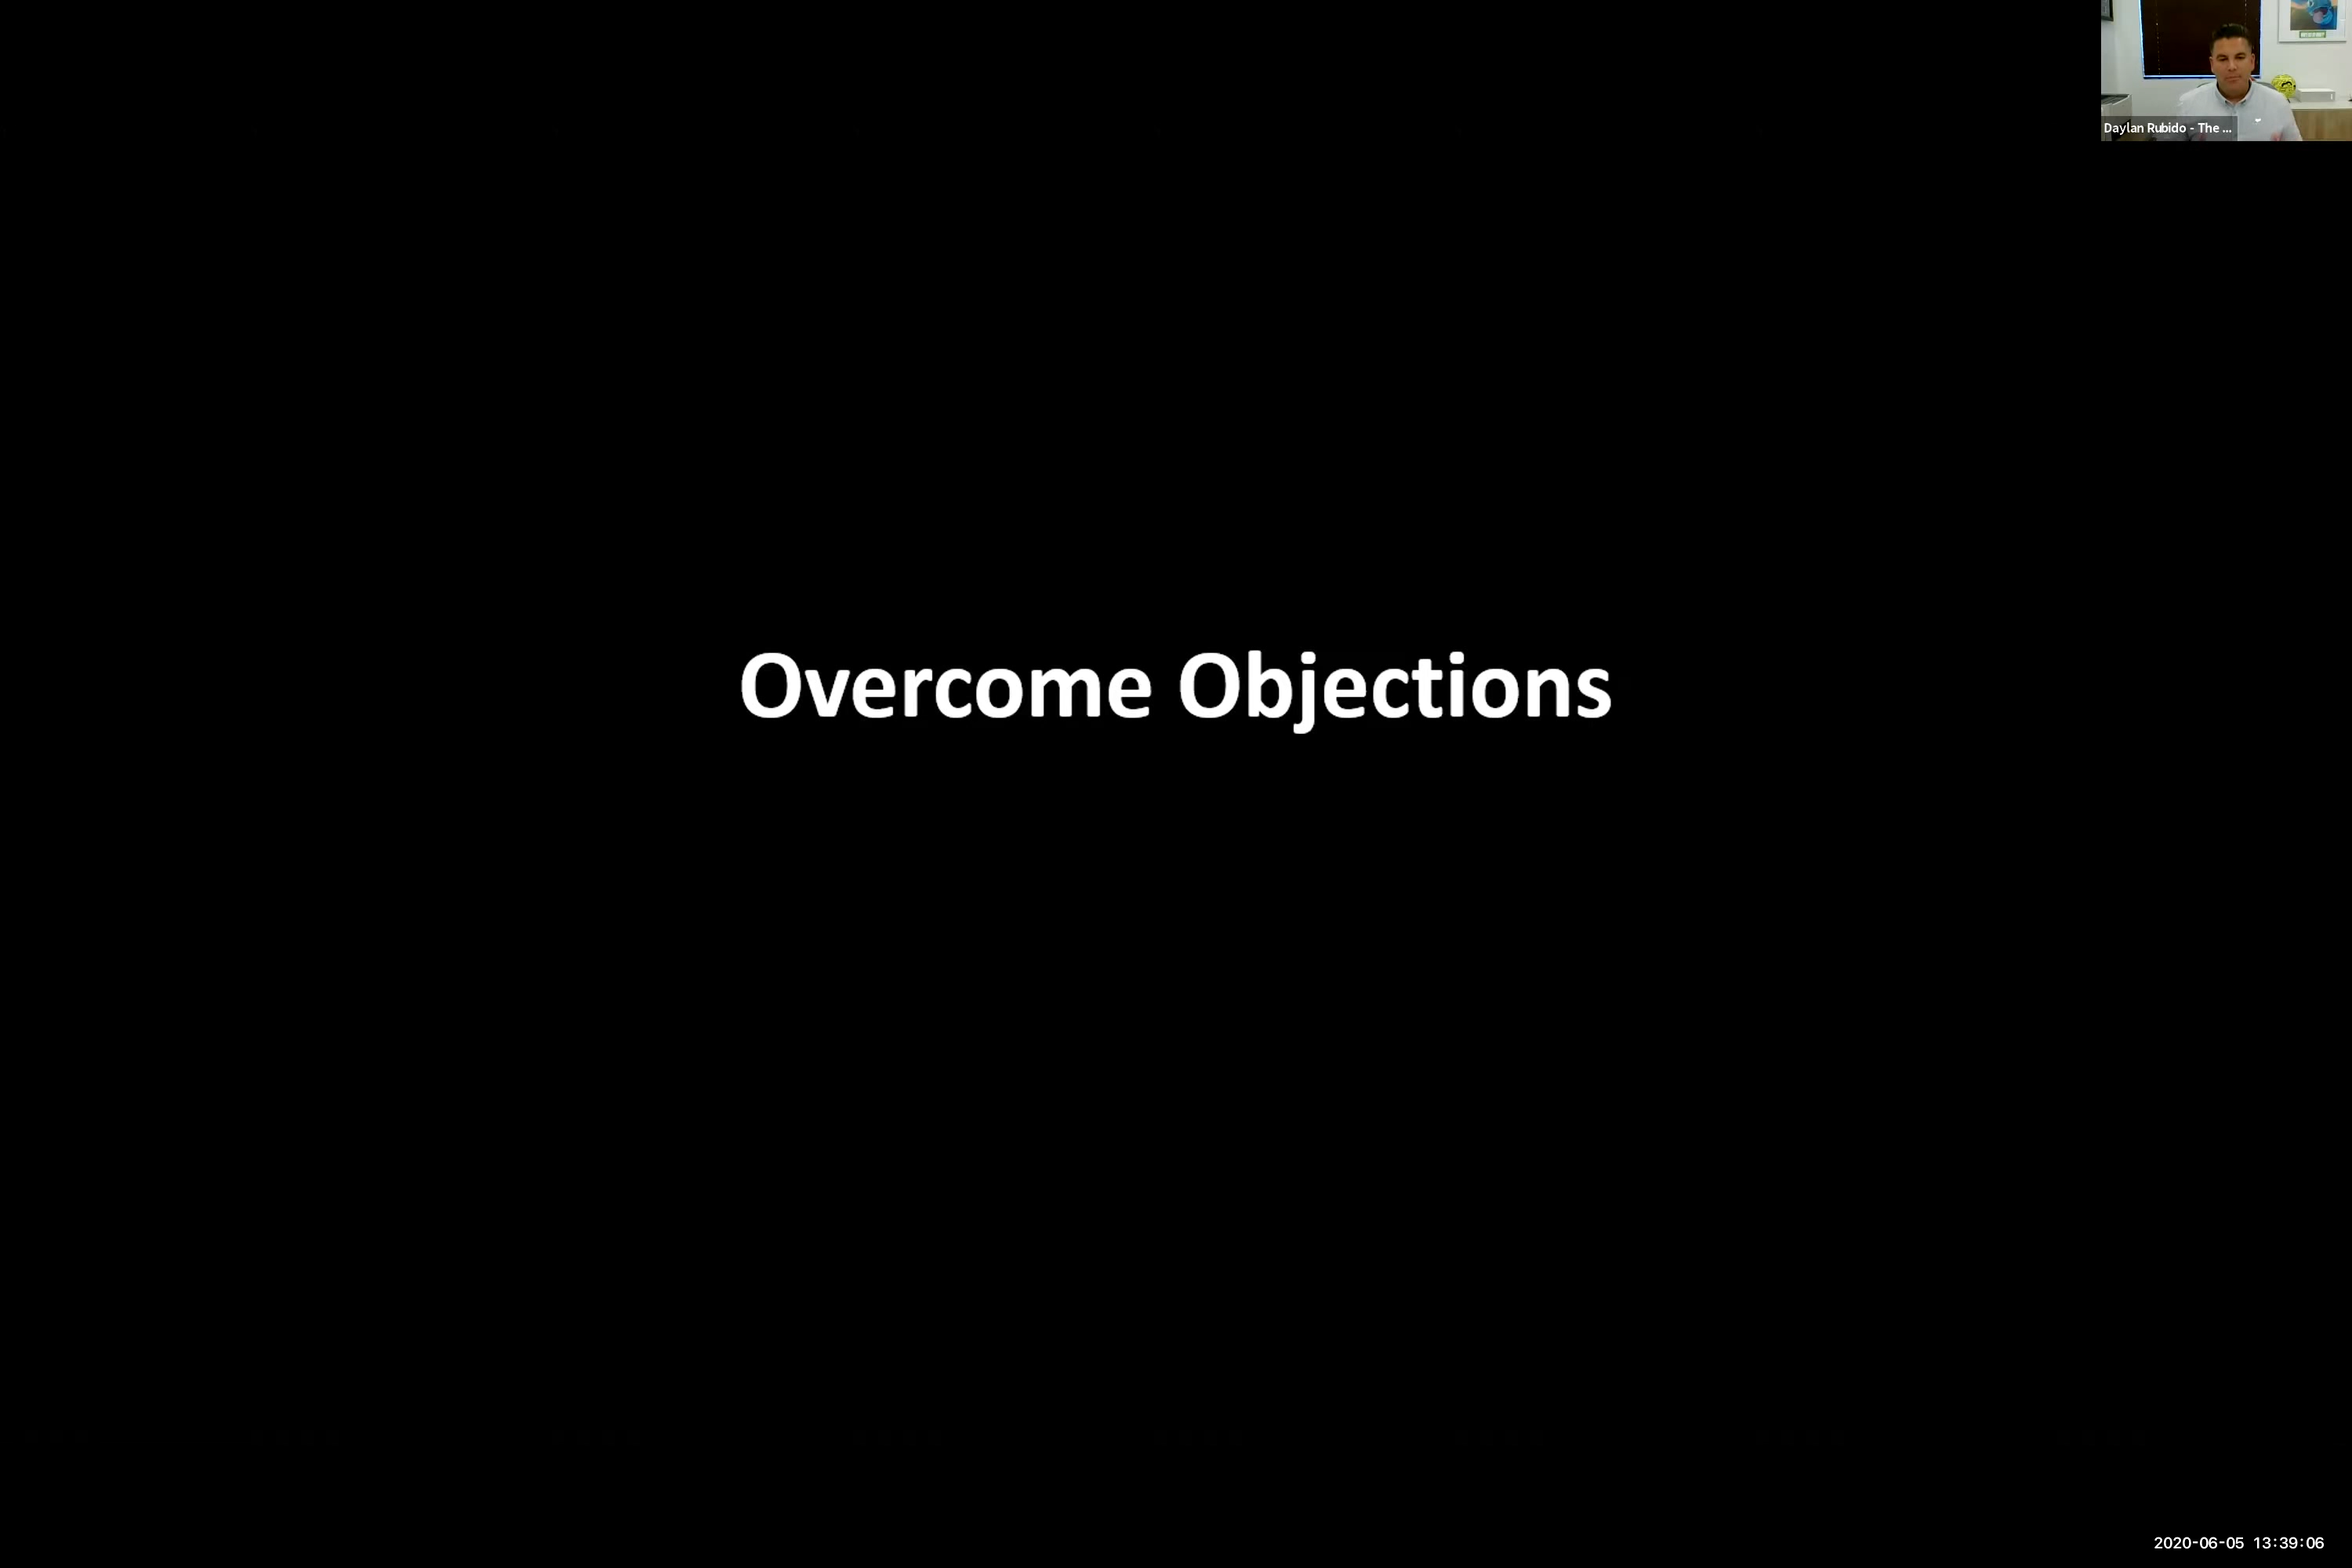 Daylan Rubido - The ...
Overcome Objections
2020-06-05 13:39:06